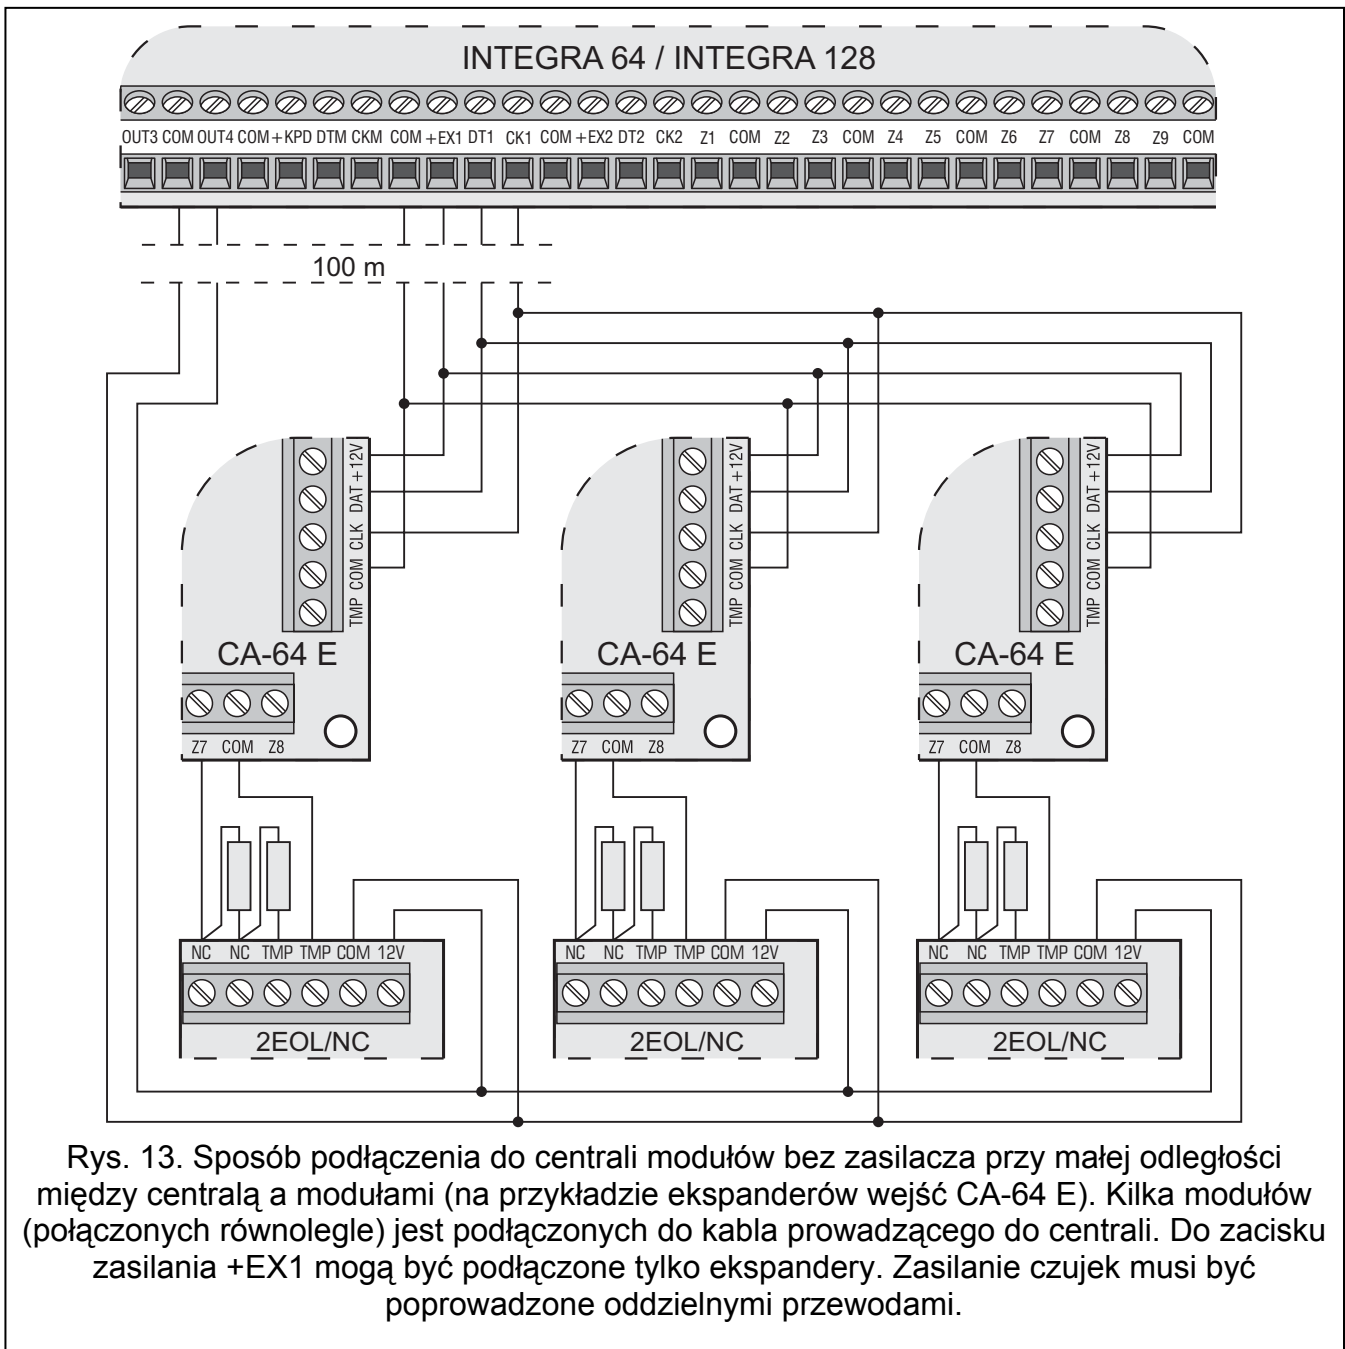 INTEGRA 64 / INTEGRA 128
OUT3 COM OUT4 COM +KPD DTM CKM COM +EX1 DT1 CK1 COM +EX2 DT2 CK2 Z1 COM Z2 Z3 COM Z4 Z5 COM Z6 Z7 COM Z8 Z9 COM
100 m
TMP COM CLK DAT +12V
TMP COM CLK DAT +12V
TMP COM CLK DAT +12V
CA-64 E CA-64 E CA-64 E
Z7 COM Z8 Z7 COM Z8 Z7 COM Z8
NC NC TMP TMP COM 12V NC NC TMP TMP COM 12V NC NC TMP TMP COM 12V
2EOL/NC 2EOL/NC 2EOL/NC
Rys. 13. Sposób podłączenia do centrali modułów bez zasilacza przy małej odległości
między centralą a modułami (na przykładzie ekspanderów wejść CA-64 E). Kilka modułów
(połączonych równolegle) jest podłączonych do kabla prowadzącego do centrali. Do zacisku
zasilania +EX1 mogą być podłączone tylko ekspandery. Zasilanie czujek musi być
poprowadzone oddzielnymi przewodami.